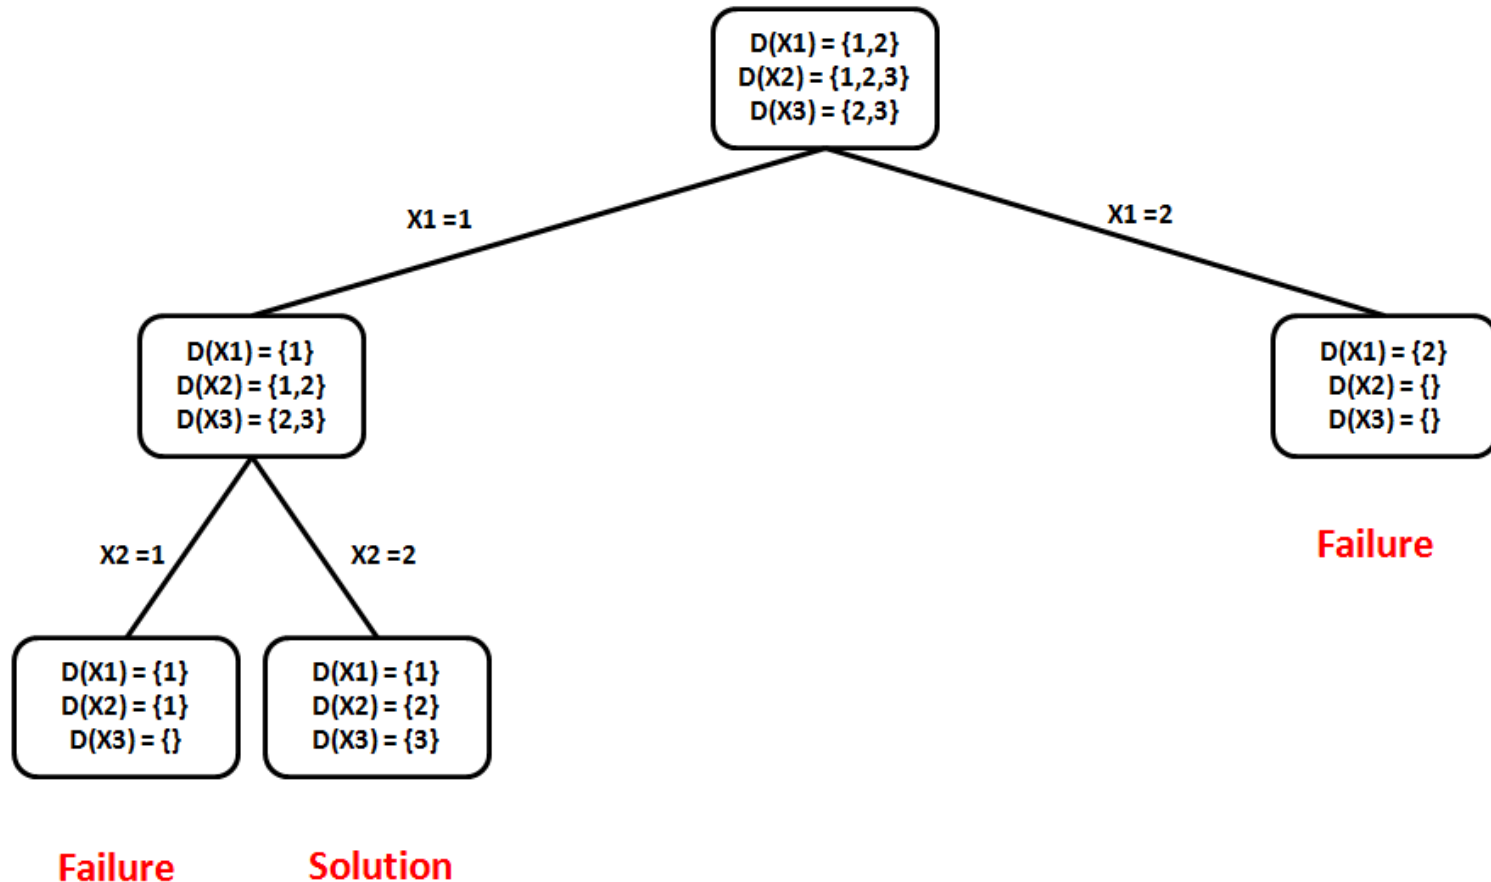 D(X1) = {1,2}
D(X2) = {1,2,3}
D(X3) = {2,3}
X1 =1
X1 =2
D(X1) = {1}
D(X2) = {1,2}
D(X3) = {2,3}
D(X1) = {2}
D(X2) = {}
D(X3) = {}
Failure
X2 =1
X2 =2
D(X1) = {1}
D(X2) = {1}
D(X3) = {}
D(X1) = {1}
D(X2) = {2}
D(X3) = {3}
Failure
Solution